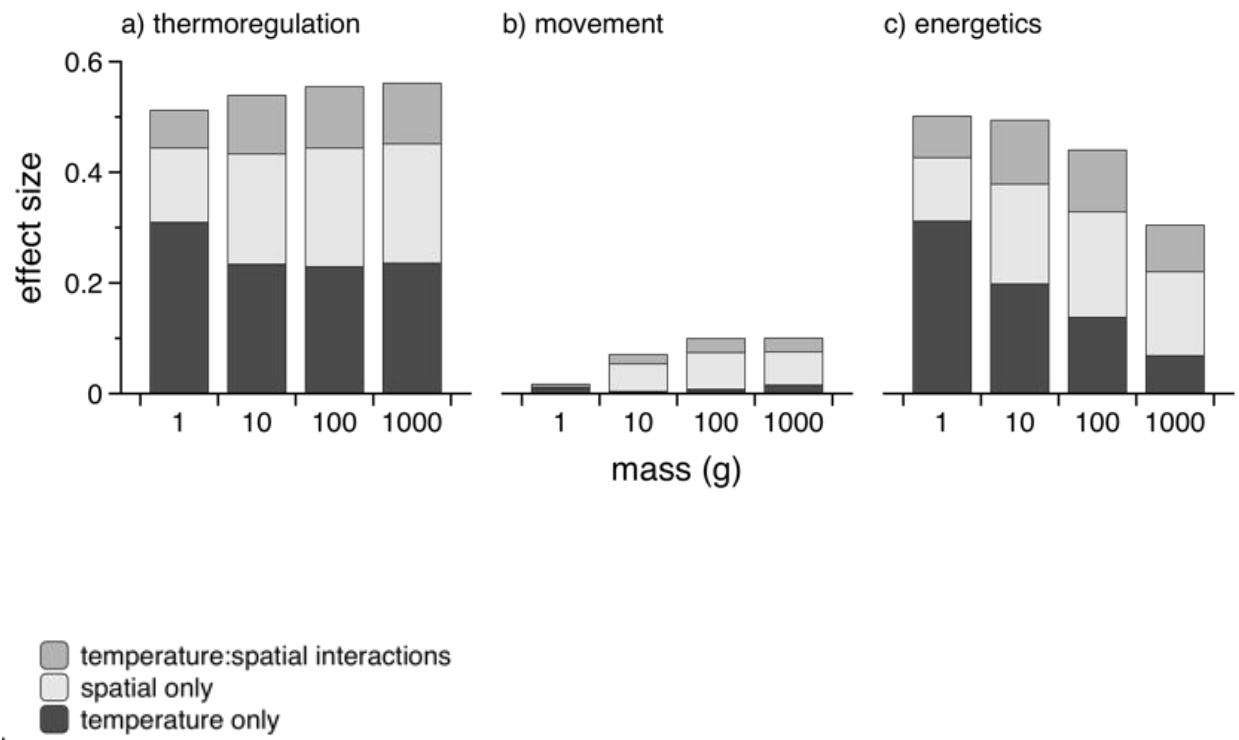 a) thermoregulation
b) movement
c) energetics
effect size
0.6
0.4
0.2
0
1 10 100 1000
1 10 100 1000
1 10 100 1000
mass (g)
temperature:spatial interactions
spatial only
temperature only